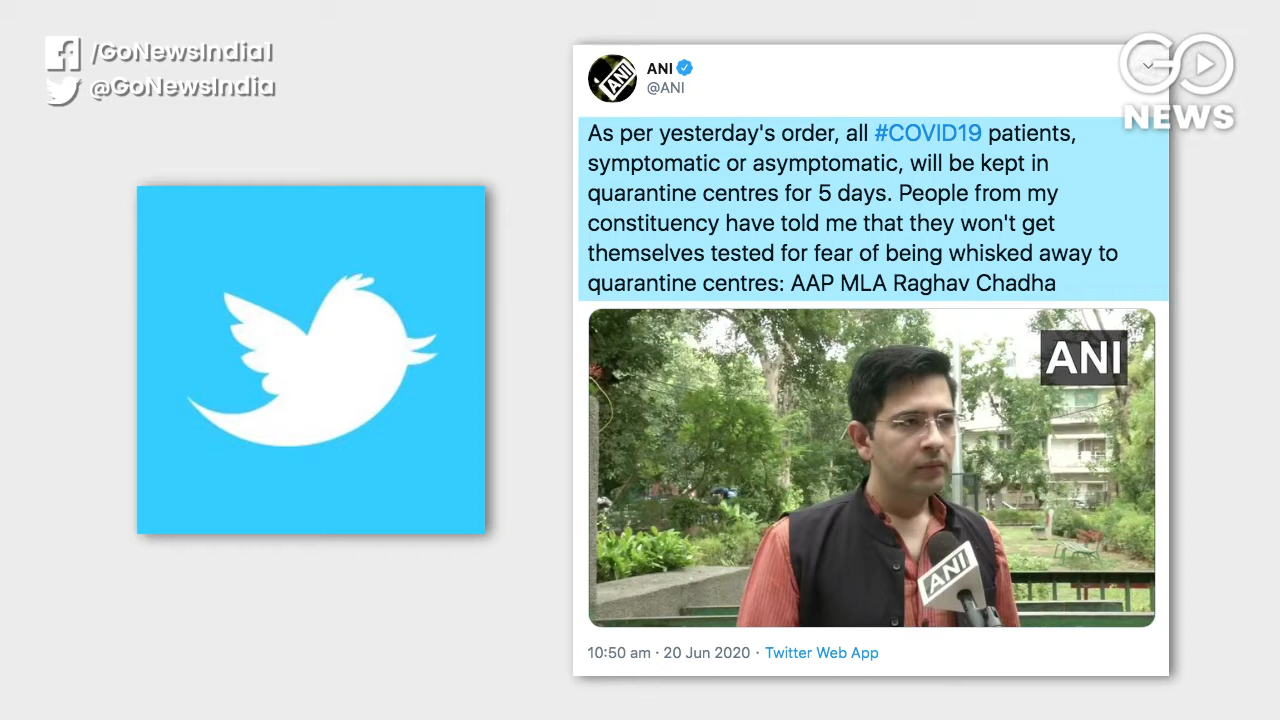 /GoNewsIndia1
@GoNewsIndia
GO
NEWS
ANI
ANI
@ANI
As per yesterday's order, all #COVID19 patients,
symptomatic or asymptomatic, will be kept in
quarantine centres for 5 days. People from my
constituency have told me that they won't get
themselves tested for fear of being whisked away to
quarantine centres: AAP MLA Raghav Chadha
ANI
ANI
10:50 am · 20 Jun 2020 · Twitter Web App